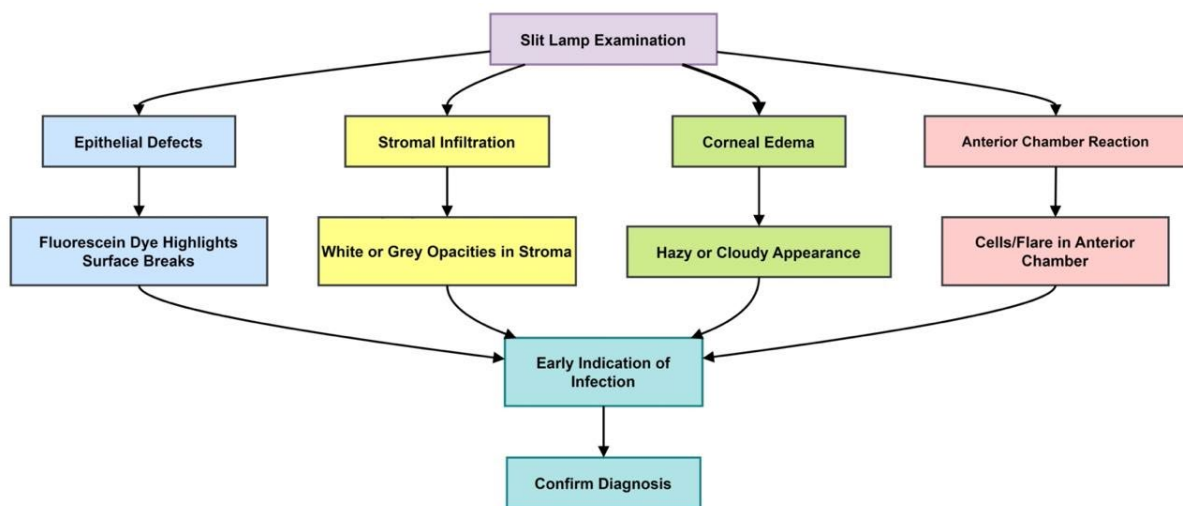 Slit Lamp Examination
Epithelial Defects
Stromal Infiltration
Corneal Edema
Anterior Chamber Reaction
Fluorescein Dye Highlights
Surface Breaks
White or Grey Opacities in Stroma
Hazy or Cloudy Appearance
Cells/Flare in Anterior
Chamber
Early Indication of
Infection
Confirm Diagnosis